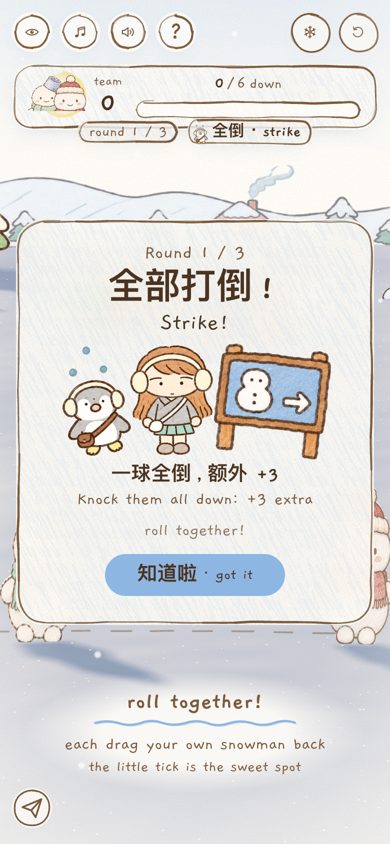 ?
team
0
0/6 down
round 1 / 3
全倒 · strike
Round 1 / 3
全部打倒！
Strike!
一球全倒，额外 +3
Knock them all down: +3 extra
roll together!
知道啦 · got it
roll together!
each drag your own snowman back
the little tick is the sweet spot